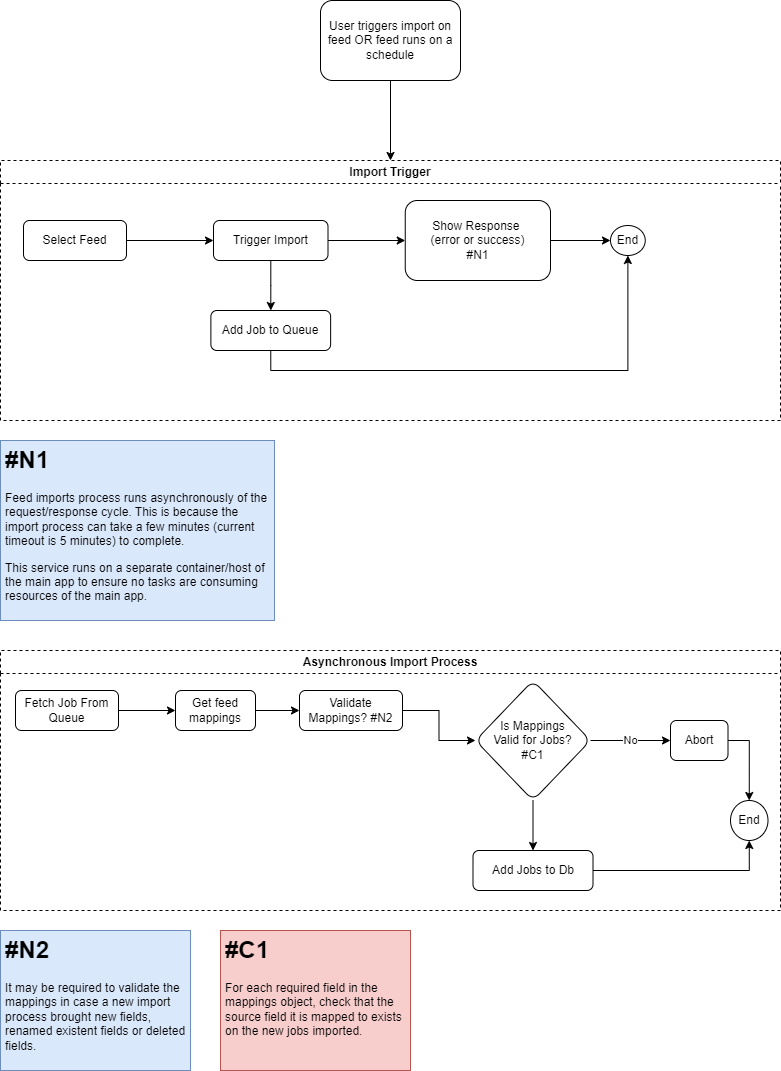 User triggers import on
feed OR feed runs on a
schedule
Import Trigger
Select Feed
Trigger Import
Show Response
(error or success)
#N1
End
Add Job to Queue
#N1
Feed imports process runs asynchronously of the
request/response cycle. This is because the
import process can take a few minutes (current
timeout is 5 minutes) to complete.
This service runs on a separate container/host of
the main app to ensure no tasks are consuming
resources of the main app.
Asynchronous Import Process
Fetch Job From
Queue
Get feed
mappings
Validate
Mappings? #N2
Is Mappings
Valid for Jobs?
#C1
No
Abort
End
Add Jobs to Db
#N2
It may be required to validate the
mappings in case a new import
process brought new fields,
renamed existent fields or deleted
fields.
#C1
For each required field in the
mappings object, check that the
source field it is mapped to exists
on the new jobs imported.